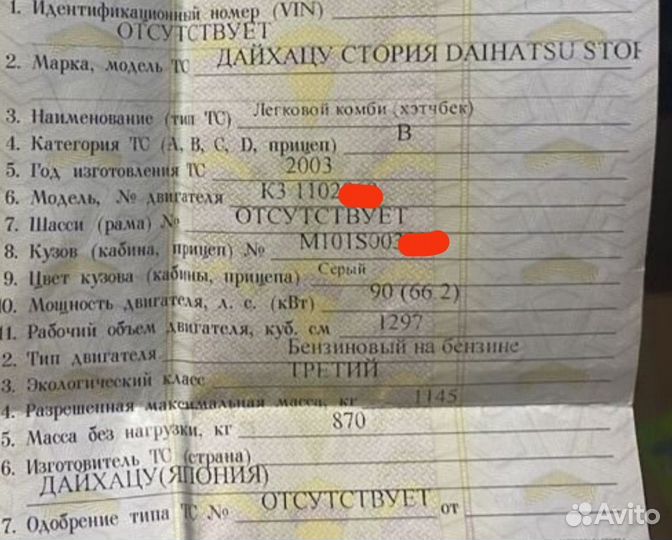 1. Идентификационный номер (VIN)
ОТСУТСТВУЕТ
2. Марка, модель ТС ДАЙХАЦУ СТОРИЯ DAIHATSU STOR
3. Наименование (тип ТС) Легковой комби (хэтчбек)
4. Категория ТС (A, B, C, D, прицеп) B
5. Год изготовления ТС 2003
6. Модель, № двигателя K3 1102
7. Шасси (рама) № ОТСУТСТВУЕТ
8. Кузов (кабина, прицеп) № M101S003
9. Цвет кузова (кабины, прицепа) Серый
10. Мощность двигателя, л. с. (кВт) 90 (66 2)
11. Рабочий объем двигателя, куб. см 1297
2. Тип двигателя Бензиновый на бензине
3. Экологический класс ТРЕТИЙ
4. Разрешенная максимальная масса, кг 1145
5. Масса без нагрузки, кг 870
6. Изготовитель ТС (страна)
ДАЙХАЦУ(ЯПОНИЯ)
7. Одобрение типа ТС № ОТСУТСТВУЕТ от
Avito